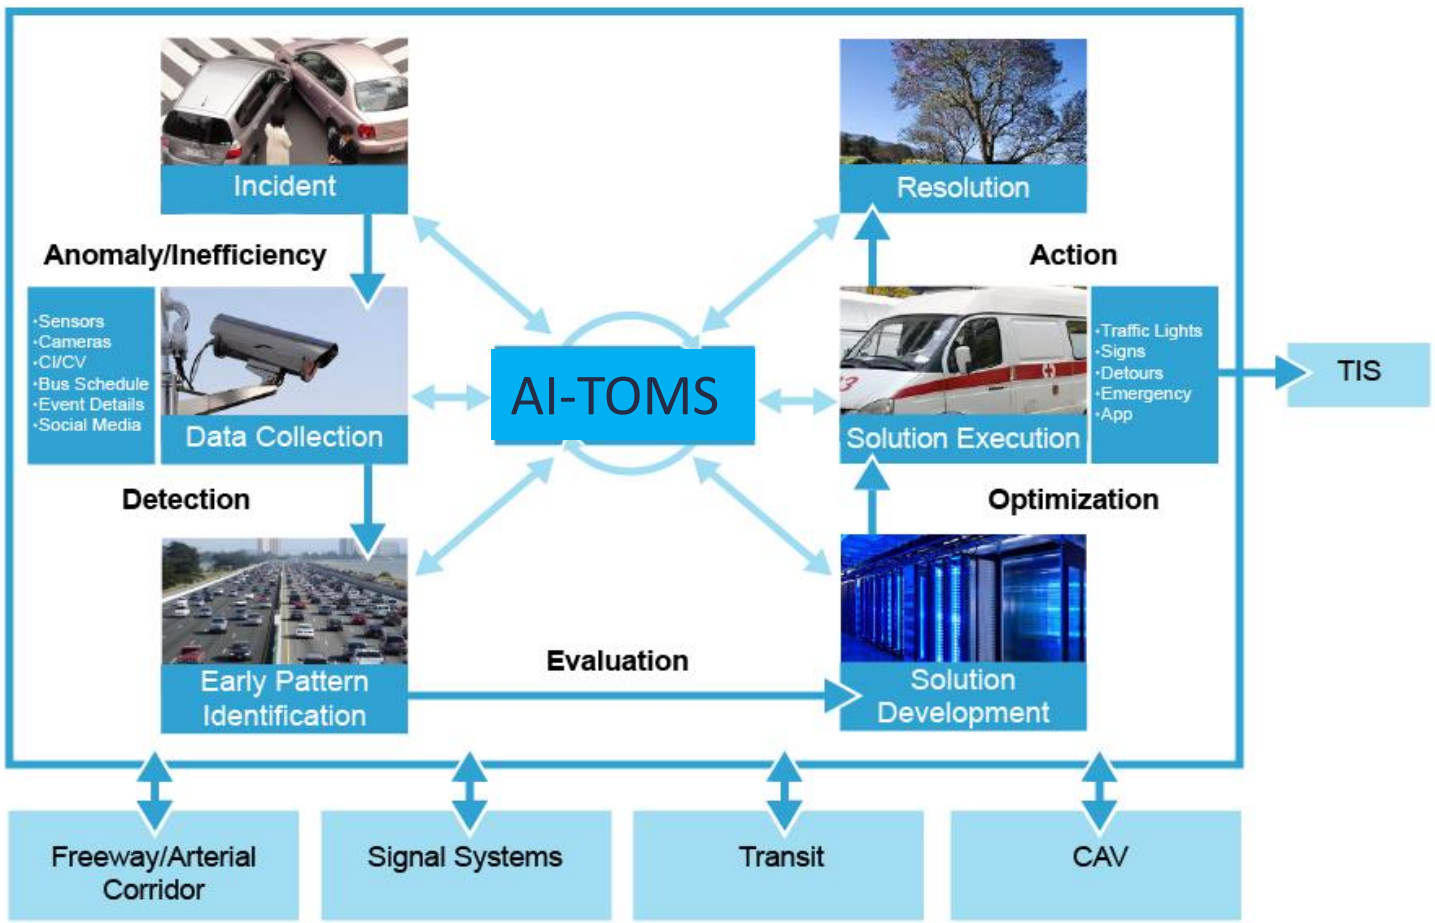 Incident
Resolution
Anomaly/Inefficiency
Action
•Sensors
•Cameras
•CI/CV
•Bus Schedule
•Event Details
•Social Media
Data Collection
AI-TOMS
Solution Execution
•Traffic Lights
•Signs
•Detours
•Emergency
•App
TIS
Detection
Optimization
Early Pattern
Identification
Evaluation
Solution
Development
Freeway/Arterial
Corridor
Signal Systems
Transit
CAV